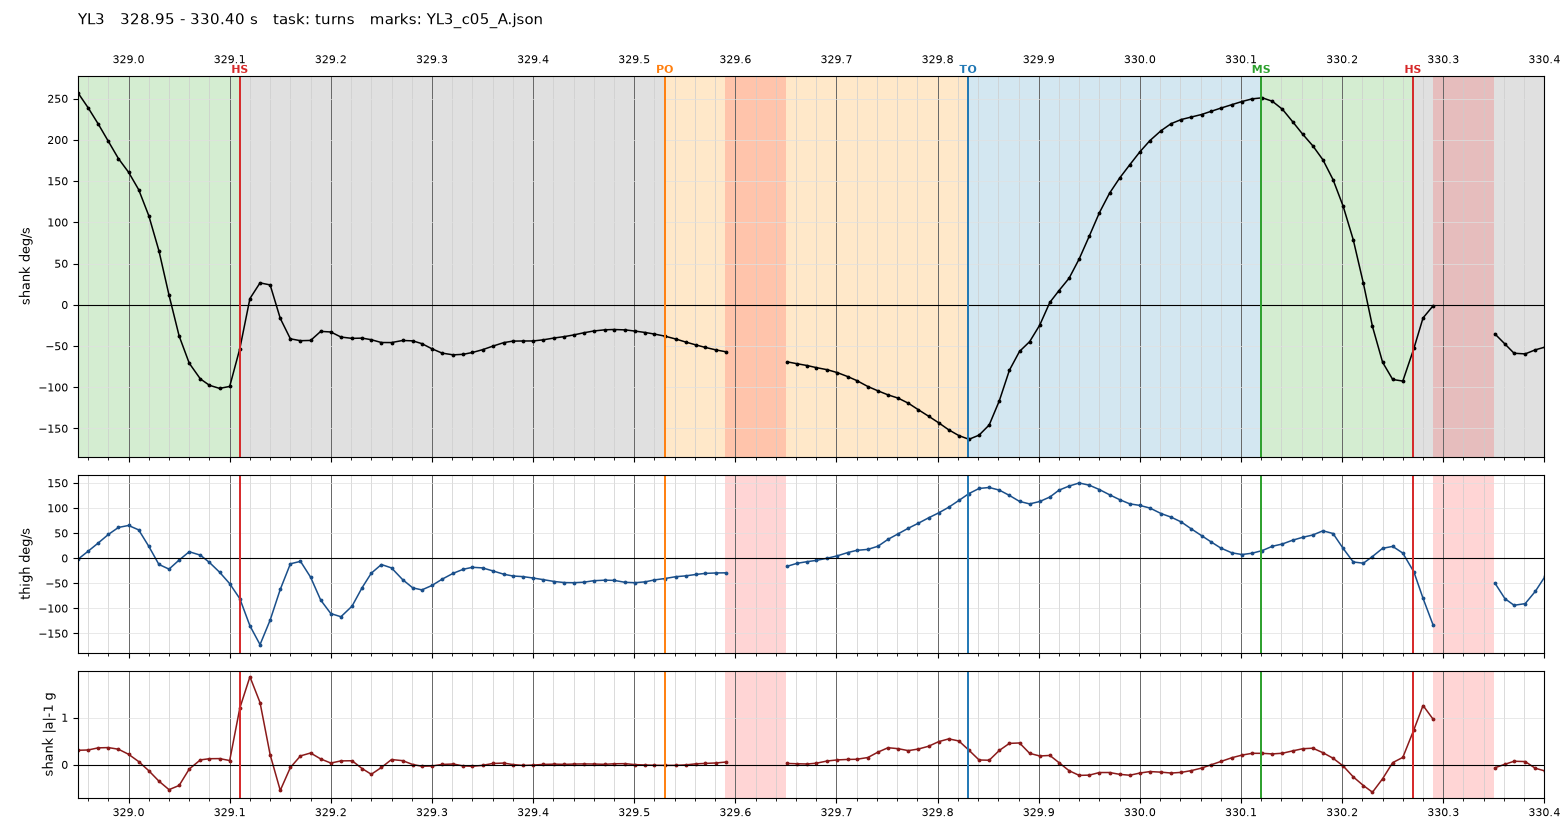 YL3   328.95 - 330.40 s   task: turns   marks: YL3_c05_A.json
329.0 329.1 329.2 329.3 329.4 329.5 329.6 329.7 329.8 329.9 330.0 330.1 330.2 330.3 330.4
HS PO TO MS HS
shank deg/s
250
200
150
100
50
0
−50
−100
−150
thigh deg/s
150
100
50
0
−50
−100
−150
shank |a|-1 g
1
0
329.0 329.1 329.2 329.3 329.4 329.5 329.6 329.7 329.8 329.9 330.0 330.1 330.2 330.3 330.4